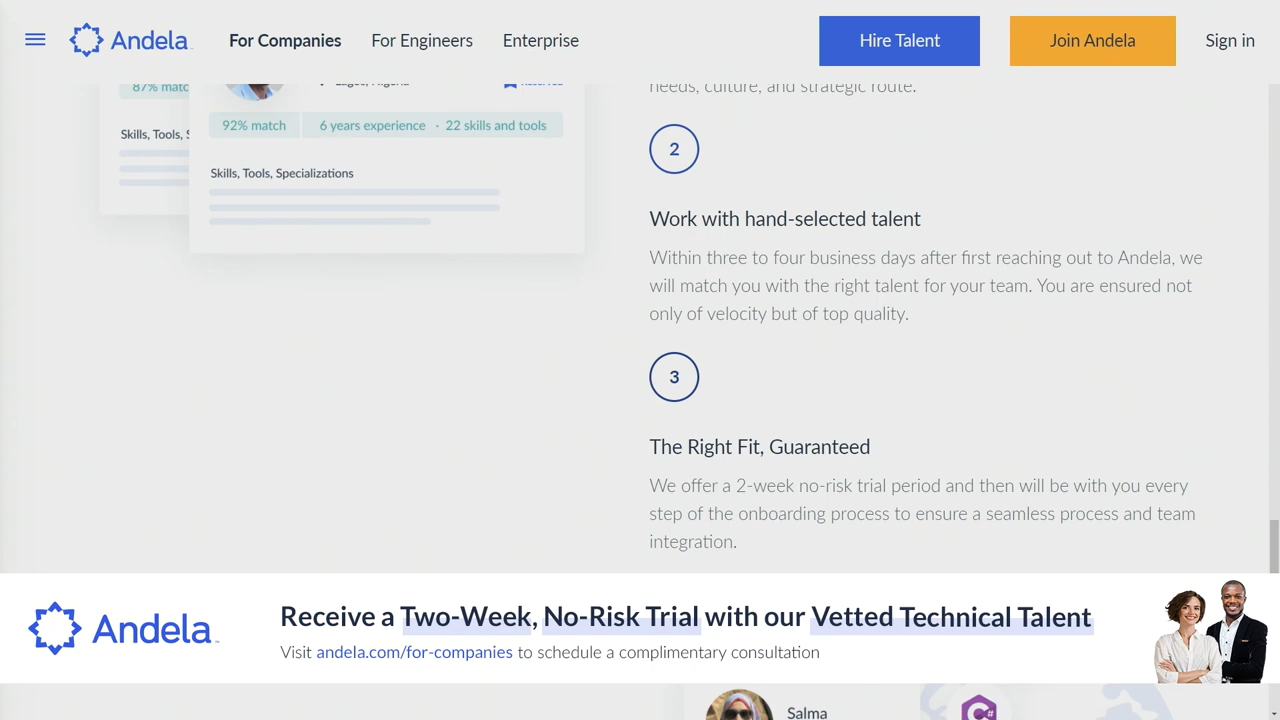 Andela
For Companies
For Engineers
Enterprise
Hire Talent
Join Andela
Sign in
needs, culture, and strategic route.
87% matc
92% match
6 years experience · 22 skills and tools
Skills, Tools, S
Skills, Tools, Specializations
2
Work with hand-selected talent
Within three to four business days after first reaching out to Andela, we
will match you with the right talent for your team. You are ensured not
only of velocity but of top quality.
3
The Right Fit, Guaranteed
We offer a 2-week no-risk trial period and then will be with you every
step of the onboarding process to ensure a seamless process and team
integration.
Andela
Receive a Two-Week, No-Risk Trial with our Vetted Technical Talent
Visit andela.com/for-companies to schedule a complimentary consultation
Salma
C#